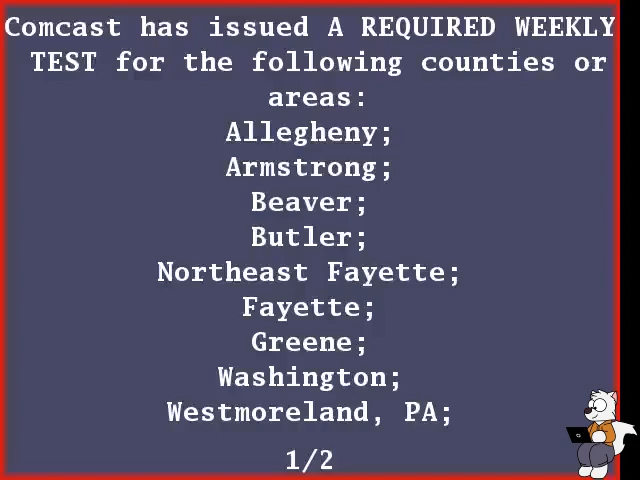 Comcast has issued A REQUIRED WEEKLY
TEST for the following counties or
areas:
Allegheny;
Armstrong;
Beaver;
Butler;
Northeast Fayette;
Fayette;
Greene;
Washington;
Westmoreland, PA;
1/2